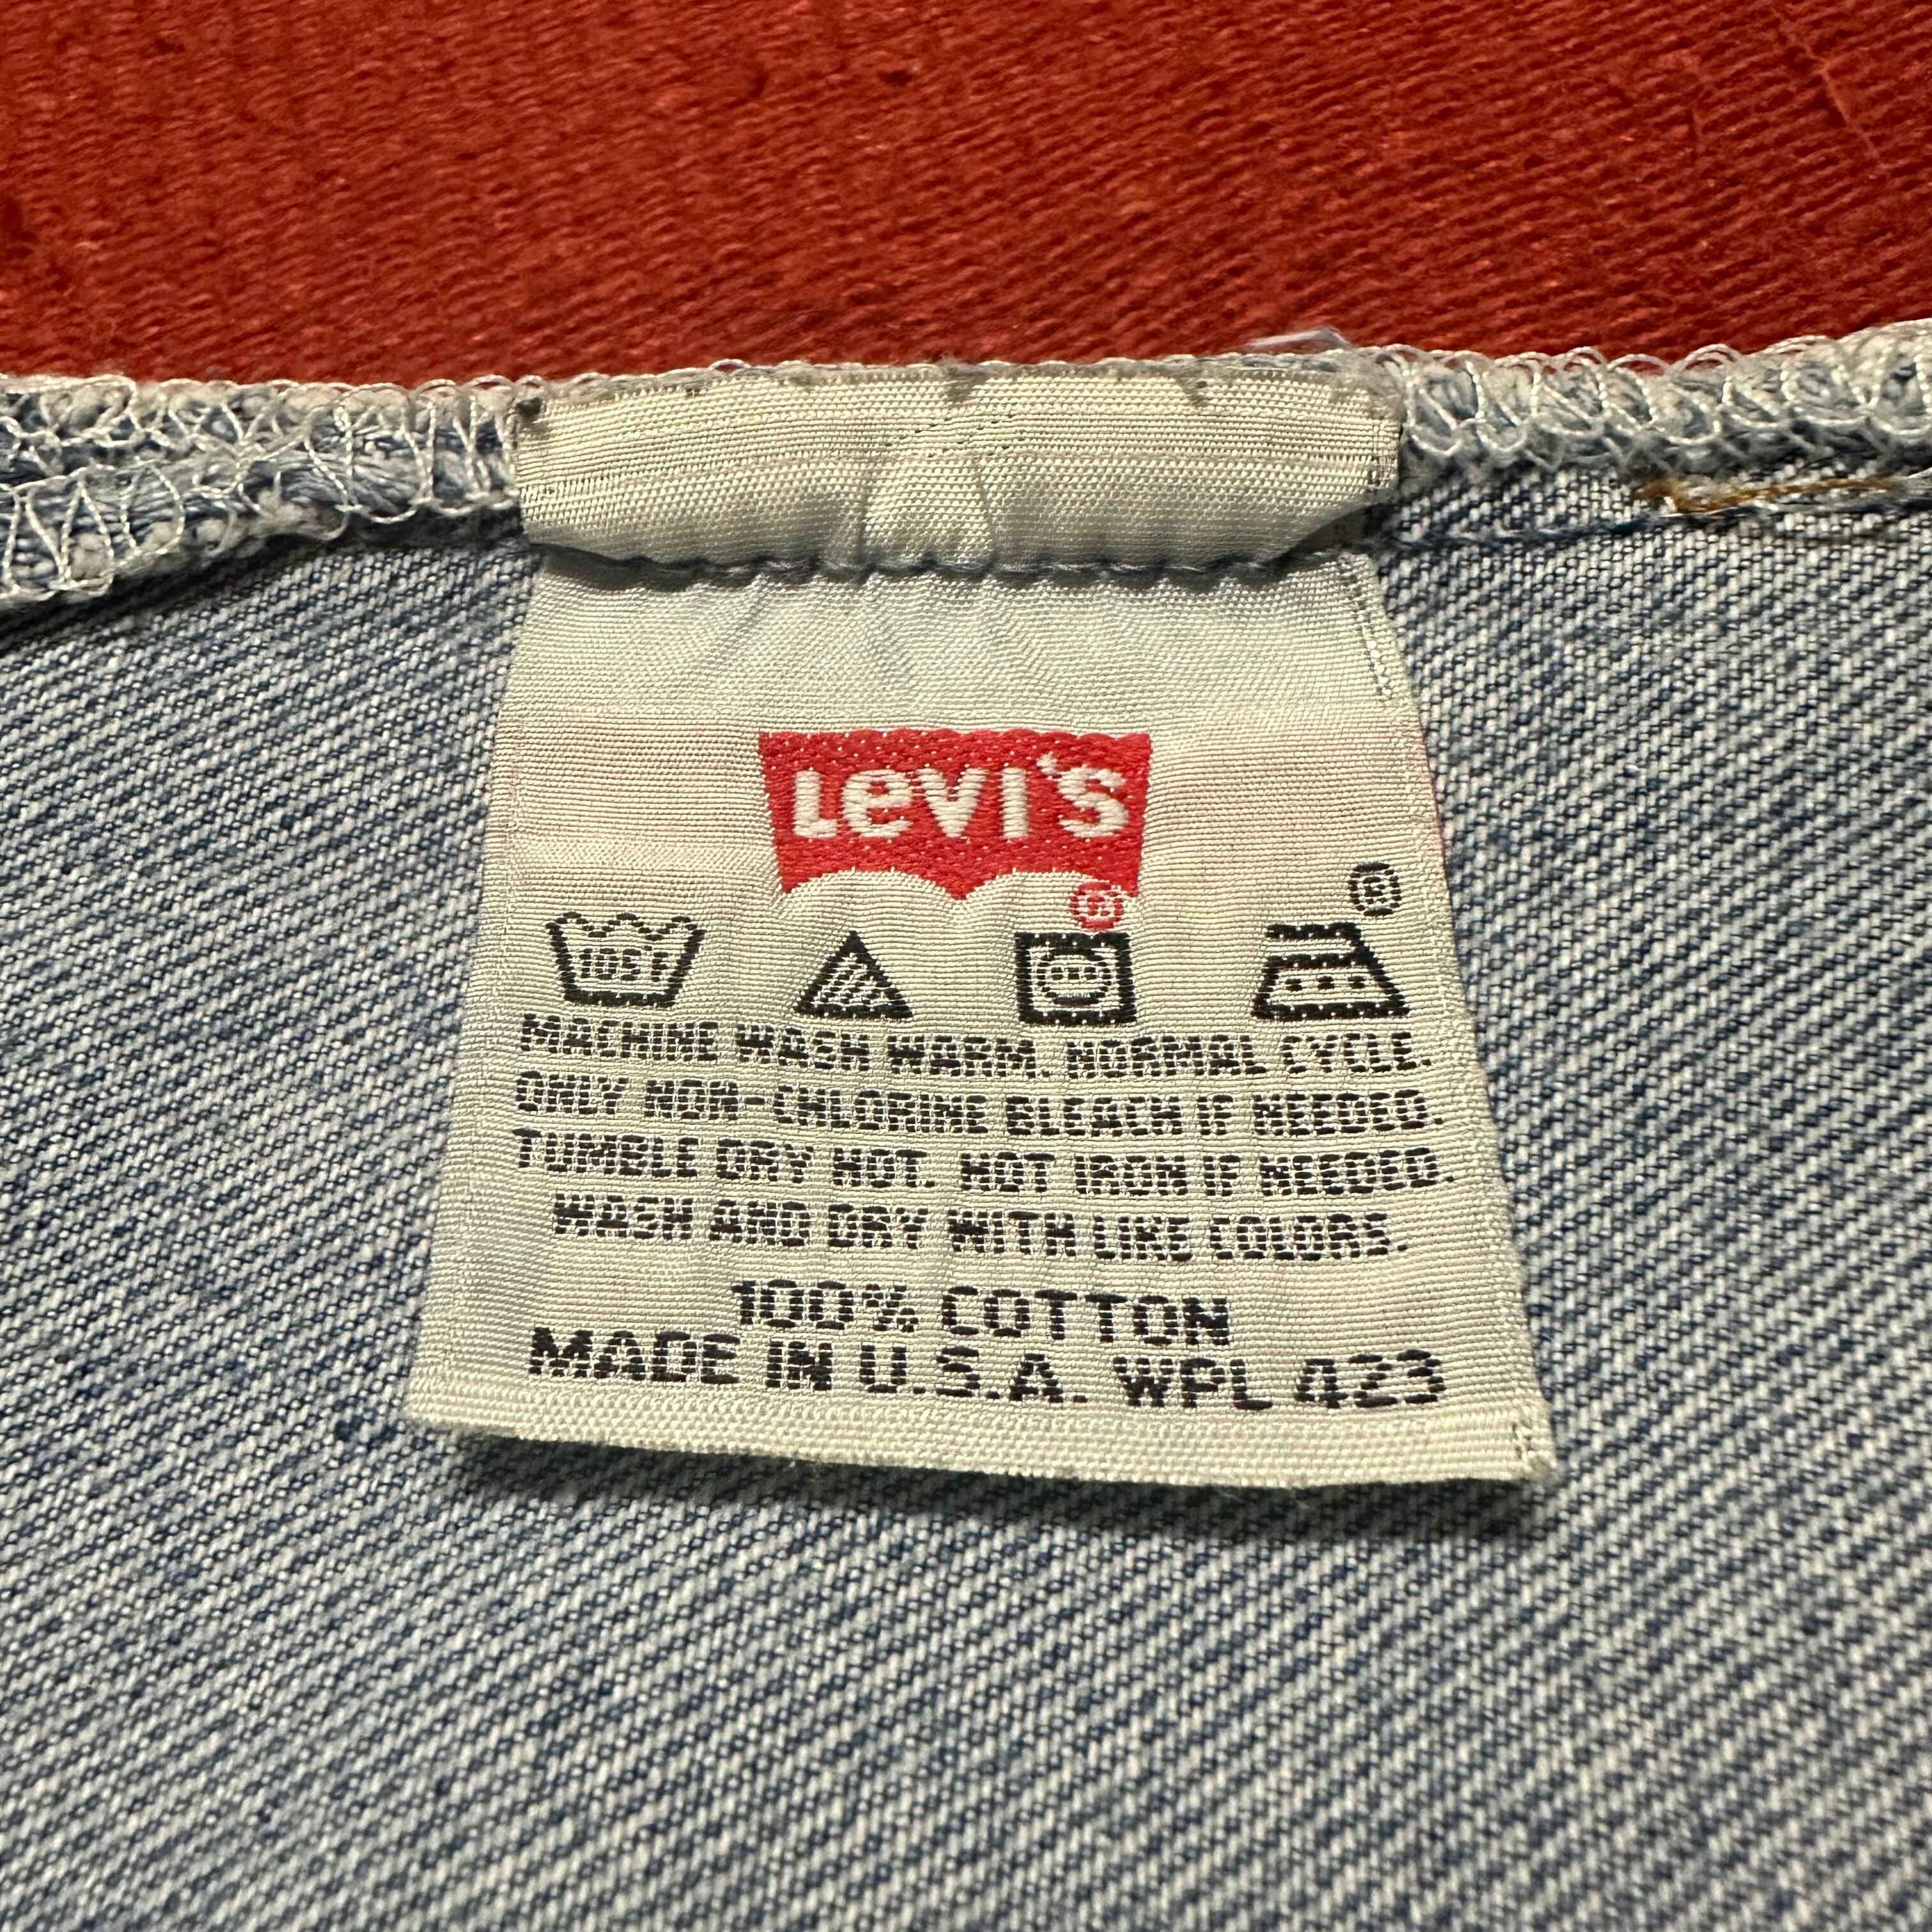 Levi's
®
®
105F
MACHINE WASH WARM. NORMAL CYCLE.
ONLY NON-CHLORINE BLEACH IF NEEDED.
TUMBLE DRY HOT. HOT IRON IF NEEDED.
WASH AND DRY WITH LIKE COLORS.
100% COTTON
MADE IN U.S.A. WPL 423